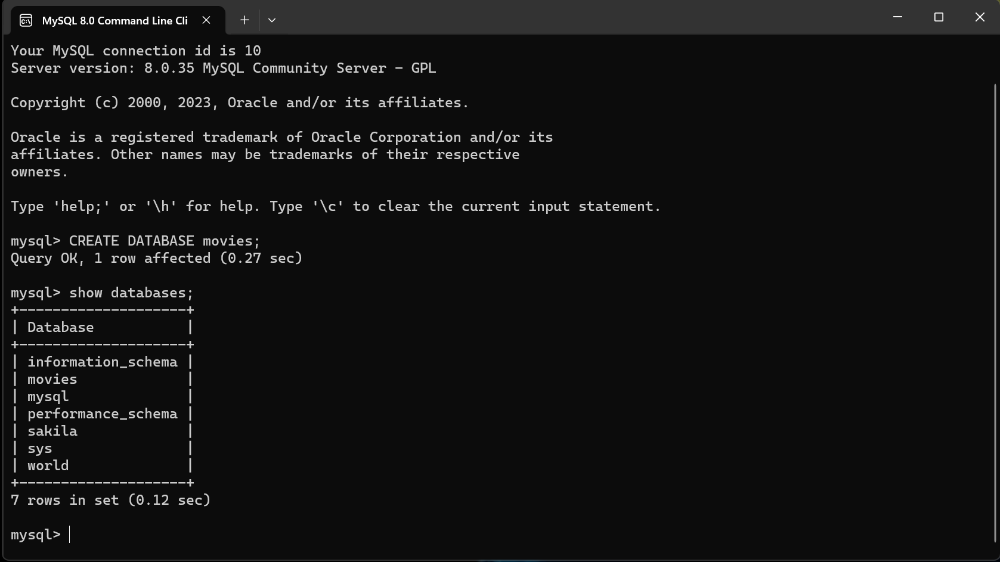 MySQL 8.0 Command Line Cli
Your MySQL connection id is 10
Server version: 8.0.35 MySQL Community Server - GPL
Copyright (c) 2000, 2023, Oracle and/or its affiliates.
Oracle is a registered trademark of Oracle Corporation and/or its
affiliates. Other names may be trademarks of their respective
owners.
Type 'help;' or '\h' for help. Type '\c' to clear the current input statement.
mysql> CREATE DATABASE movies;
Query OK, 1 row affected (0.27 sec)
mysql> show databases;
+--------------------+
| Database           |
+--------------------+
| information_schema |
| movies             |
| mysql              |
| performance_schema |
| sakila             |
| sys                |
| world              |
+--------------------+
7 rows in set (0.12 sec)
mysql>